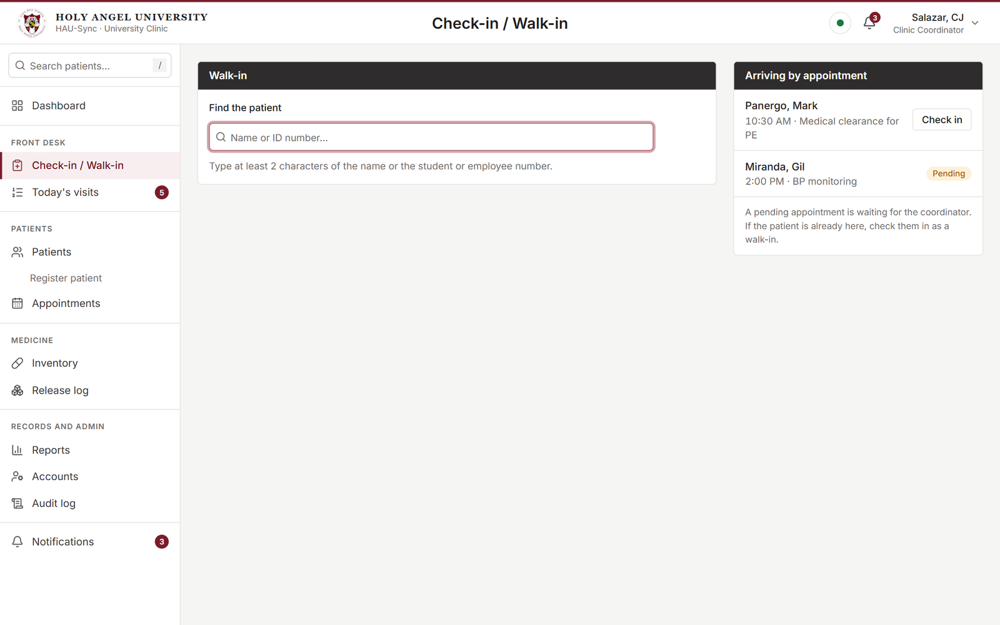 HOLY ANGEL UNIVERSITY
HAU-Sync · University Clinic
Check-in / Walk-in
3
Salazar, CJ
Clinic Coordinator
Search patients...
/
Dashboard
FRONT DESK
Check-in / Walk-in
Today's visits
5
PATIENTS
Patients
Register patient
Appointments
MEDICINE
Inventory
Release log
RECORDS AND ADMIN
Reports
Accounts
Audit log
Notifications
3
Walk-in
Find the patient
Name or ID number...
Type at least 2 characters of the name or the student or employee number.
Arriving by appointment
Panergo, Mark
10:30 AM · Medical clearance for
PE
Check in
Miranda, Gil
2:00 PM · BP monitoring
Pending
A pending appointment is waiting for the coordinator.
If the patient is already here, check them in as a
walk-in.